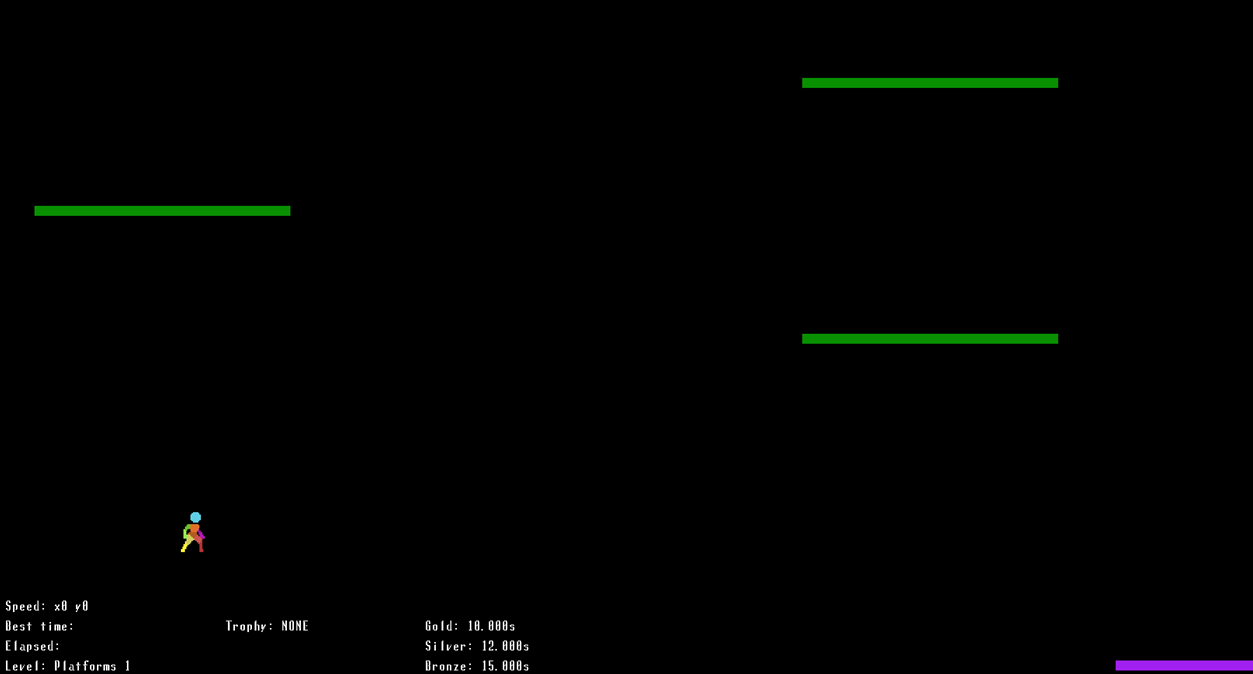 Speed: x0 y0
Best time: Trophy: NONE Gold: 10.000s
Elapsed: Silver: 12.000s
Level: Platforms 1 Bronze: 15.000s